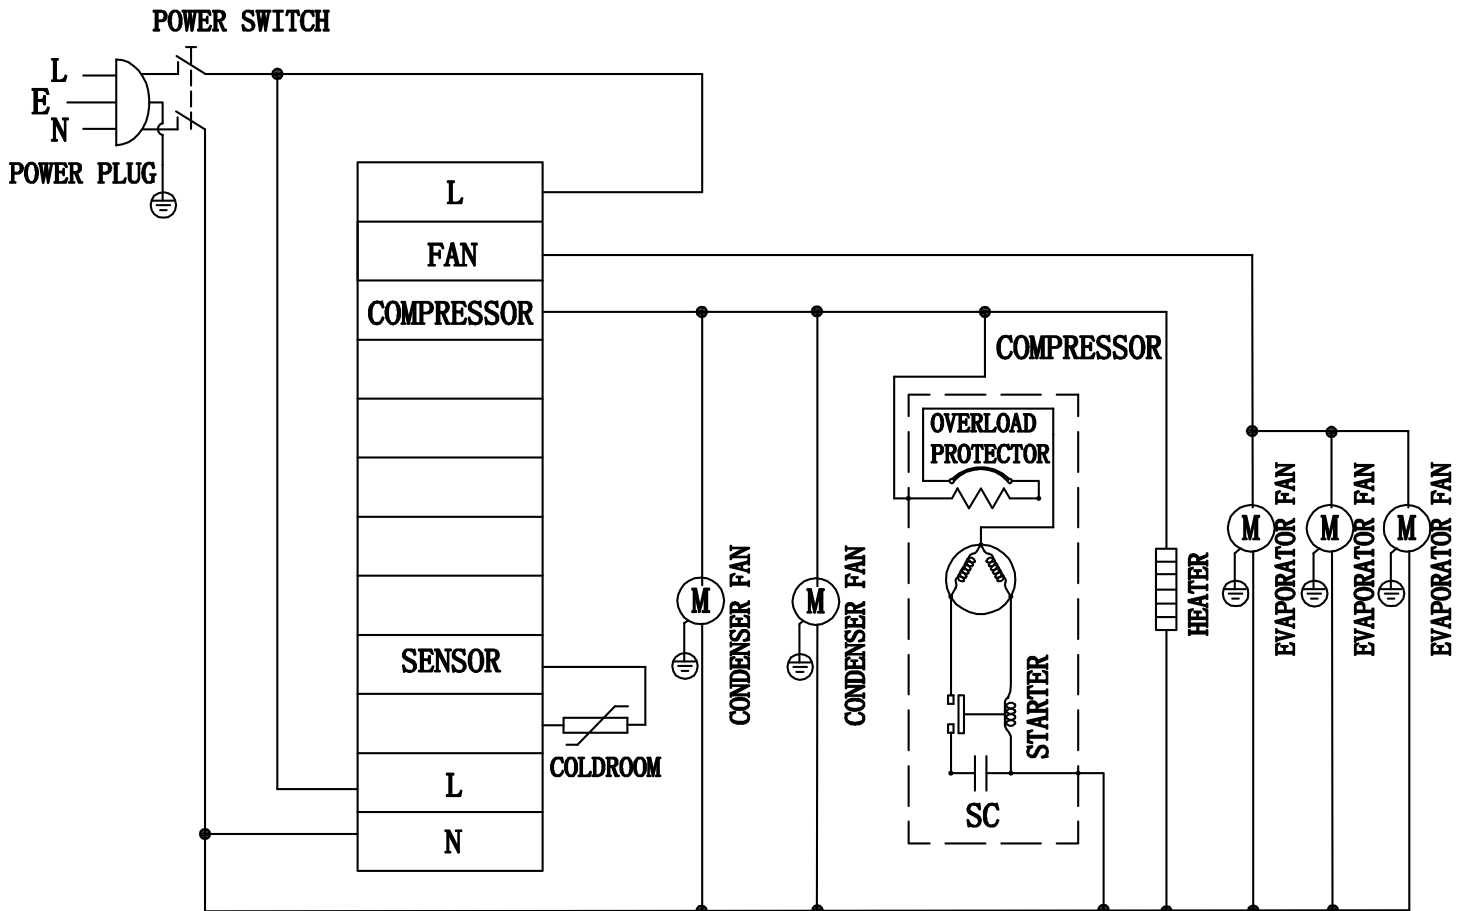 POWER SWITCH
L
E
N
POWER PLUG
L
FAN
COMPRESSOR
SENSOR
L
N
COLDROOM
M
CONDENSER FAN
M
CONDENSER FAN
COMPRESSOR
OVERLOAD
PROTECTOR
STARTER
SC
HEATER
M
EVAPORATOR FAN
M
EVAPORATOR FAN
M
EVAPORATOR FAN